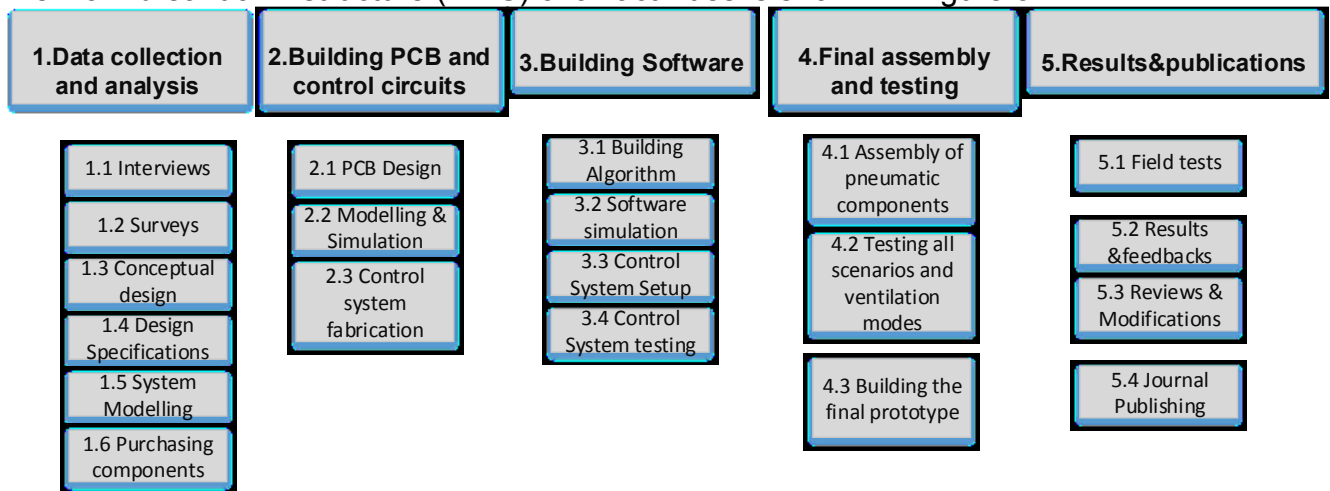 1.Data collection
and analysis
2.Building PCB and
control circuits
3.Building Software
4.Final assembly
and testing
5.Results&publications
1.1 Interviews
1.2 Surveys
1.3 Conceptual
design
1.4 Design
Specifications
1.5 System
Modelling
1.6 Purchasing
components
2.1 PCB Design
2.2 Modelling &
Simulation
2.3 Control
system
fabrication
3.1 Building
Algorithm
3.2 Software
simulation
3.3 Control
System Setup
3.4 Control
System testing
4.1 Assembly of
pneumatic
components
4.2 Testing all
scenarios and
ventilation
modes
4.3 Building the
final prototype
5.1 Field tests
5.2 Results
&feedbacks
5.3 Reviews &
Modifications
5.4 Journal
Publishing